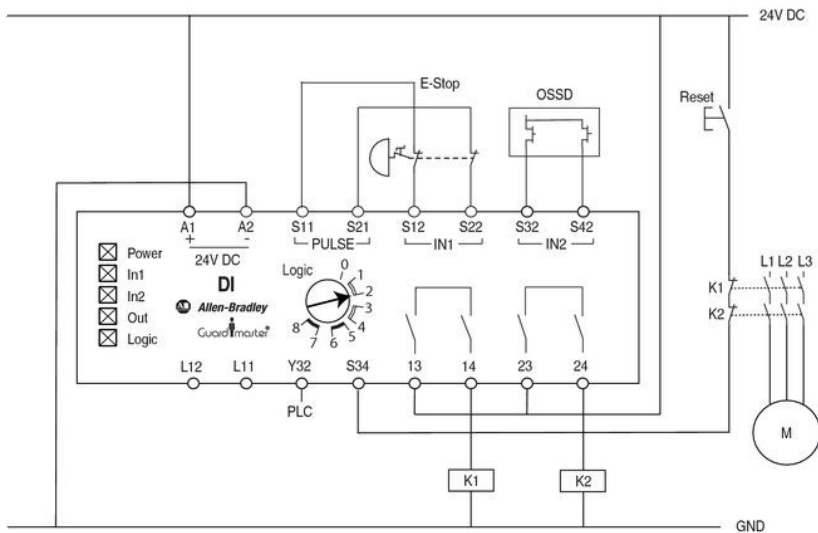 24V DC
E-Stop
OSSD
Reset
A1 A2 S11 S21 S12 S22 S32 S42
+ - PULSE IN1 IN2
24V DC
Power
In1
In2
Out
Logic
DI
Allen-Bradley
Guardmaster®
Logic
0
1
2
3
4
5
6
7
8
L1 L2 L3
K1
K2
L12 L11 Y32 S34 13 14 23 24
PLC
M
K1 K2
GND